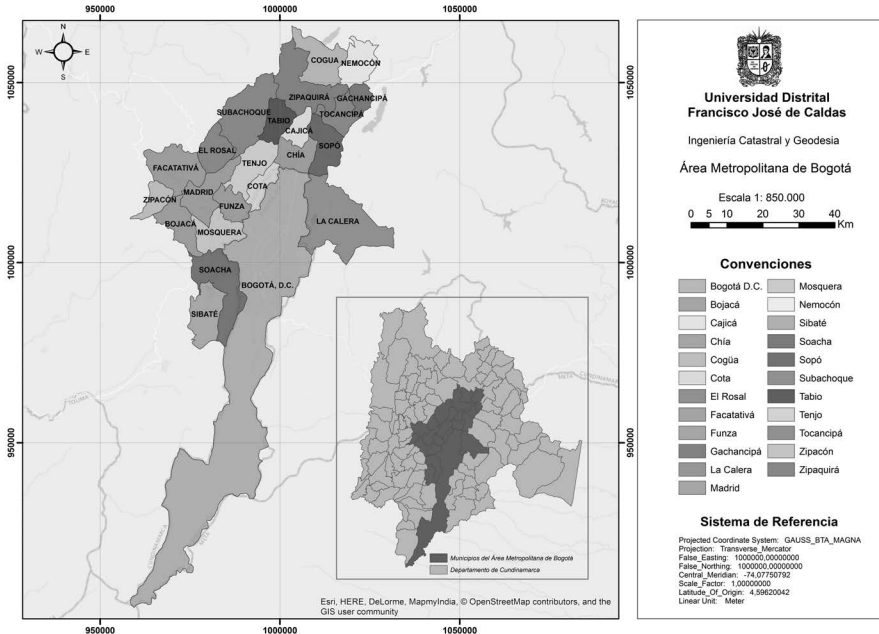 950000
1000000
1050000
N
W
E
S
1050000
1000000
950000
1050000
1000000
950000
COGUA
NEMOCÓN
ZIPAQUIRÁ
GACHANCIPÁ
SUBACHOQUE
TABIO
TOCANCIPÁ
CAJICÁ
SOPÓ
EL ROSAL
TENJO
CHÍA
FACATATIVÁ
COTA
MADRID
ZIPACÓN
FUNZA
BOJACÁ
LA CALERA
MOSQUERA
SOACHA
BOGOTÁ, D.C.
SIBATÉ
TOLIMA
CUNDINAMARCA
META
META
CUNDINAMARCA
Municipios del Área Metropolitana de Bogotá
Departamento de Cundinamarca
Esri, HERE, DeLorme, MapmyIndia, © OpenStreetMap contributors, and the
GIS user community
950000
1000000
1050000
Universidad Distrital
Francisco José de Caldas
Ingeniería Catastral y Geodesia
Área Metropolitana de Bogotá
Escala 1: 850.000
0 5 10 20 30 40
Km
Convenciones
Bogotá D.C.
Bojacá
Cajicá
Chía
Cogüa
Cota
El Rosal
Facatativá
Funza
Gachancipá
La Calera
Madrid
Mosquera
Nemocón
Sibaté
Soacha
Sopó
Subachoque
Tabio
Tenjo
Tocancipá
Zipacón
Zipaquirá
Sistema de Referencia
Projected Coordinate System: GAUSS_BTA_MAGNA
Projection: Transverse_Mercator
False_Easting: 1000000,00000000
False_Northing: 1000000,00000000
Central_Meridian: -74,07750792
Scale_Factor: 1,00000000
Latitude_Of_Origin: 4,59620042
Linear Unit: Meter